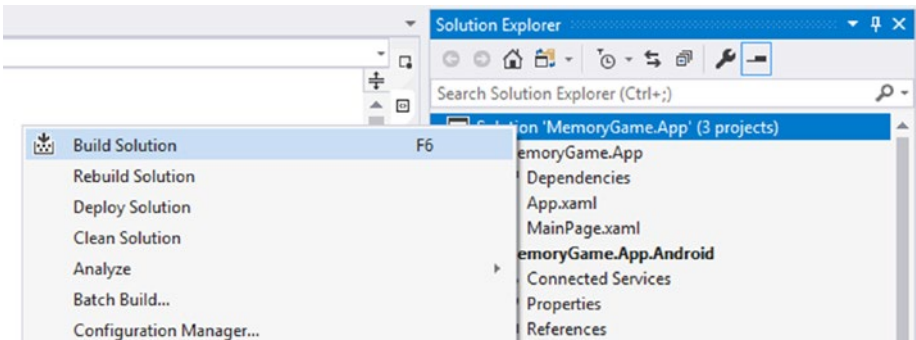 Solution Explorer
Search Solution Explorer (Ctrl+;)
Solution 'MemoryGame.App' (3 projects)
Build Solution F6
emoryGame.App
Rebuild Solution
Dependencies
Deploy Solution
App.xaml
Clean Solution
MainPage.xaml
emoryGame.App.Android
Analyze
Connected Services
Batch Build...
Properties
Configuration Manager...
References